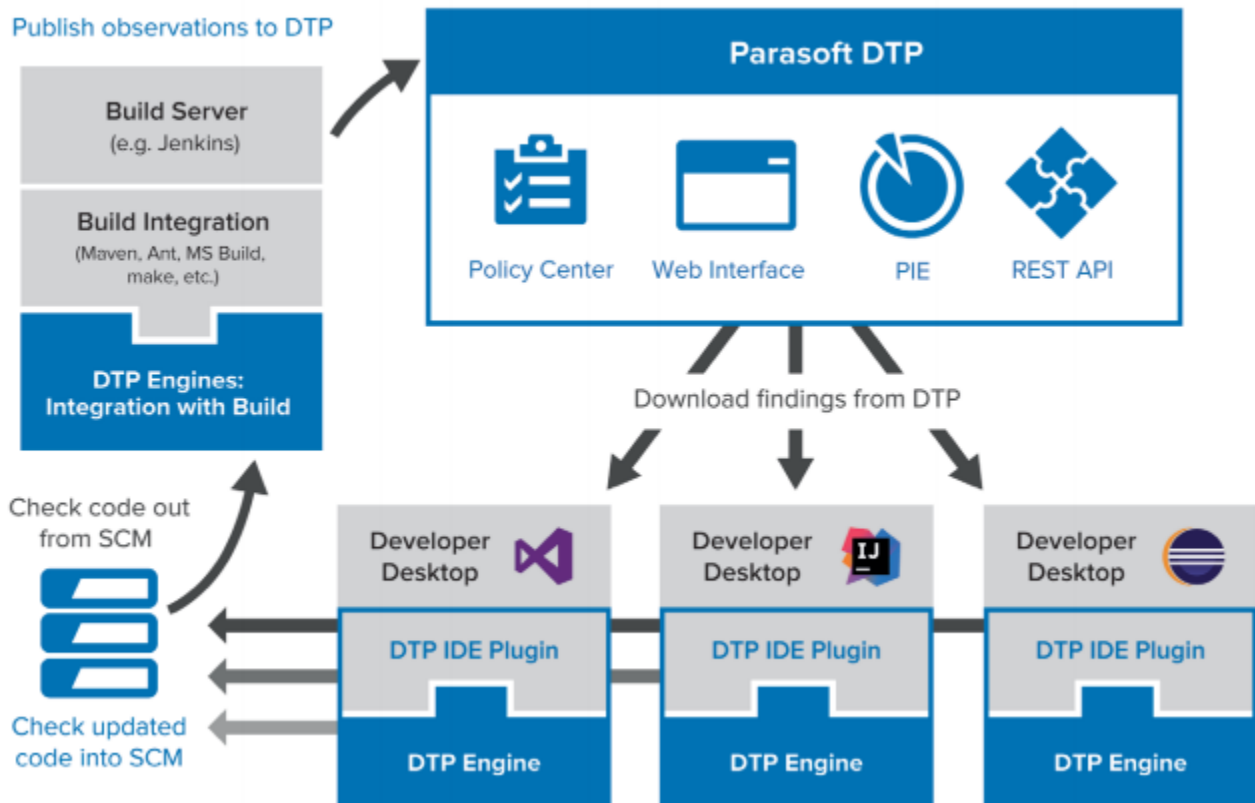 Publish observations to DTP
Build Server
(e.g. Jenkins)
Build Integration
(Maven, Ant, MS Build,
make, etc.)
DTP Engines:
Integration with Build
Parasoft DTP
Policy Center
Web Interface
PIE
REST API
Download findings from DTP
Check code out
from SCM
Check updated
code into SCM
Developer
Desktop
DTP IDE Plugin
DTP Engine
Developer
Desktop
IJ
DTP IDE Plugin
DTP Engine
Developer
Desktop
DTP IDE Plugin
DTP Engine